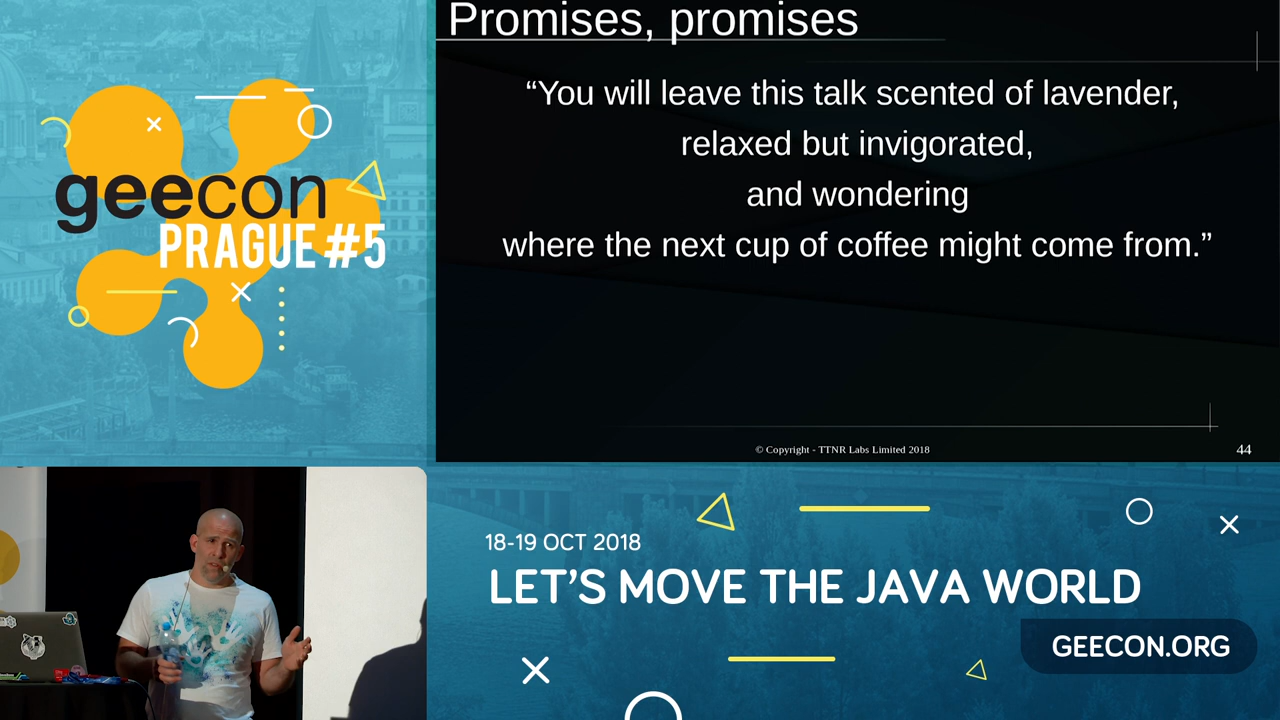 geecon
PRAGUE #5
Promises, promises
“You will leave this talk scented of lavender,
relaxed but invigorated,
and wondering
where the next cup of coffee might come from.”
© Copyright - TTNR Labs Limited 2018
44
18-19 OCT 2018
LET’S MOVE THE JAVA WORLD
GEECON.ORG